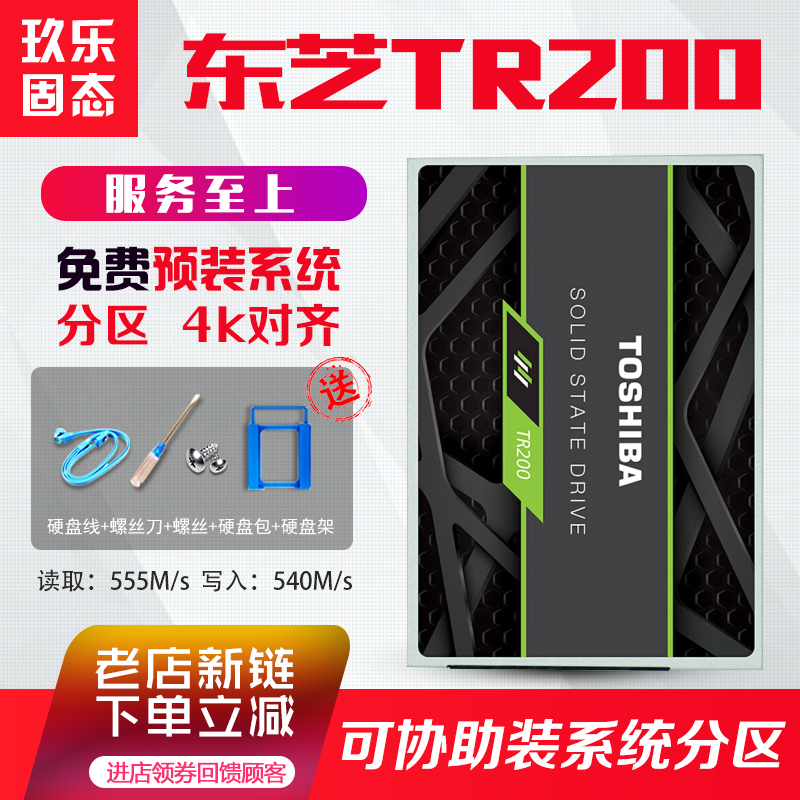 玖乐
固态
东芝TR200
服务至上
免费预装系统
分区 4k对齐
送
硬盘线+螺丝刀+螺丝+硬盘包+硬盘架
读取：555M/s 写入：540M/s
TOSHIBA
SOLID STATE DRIVE
TR200
老店新链
下单立减
进店领券回馈顾客
可协助装系统分区